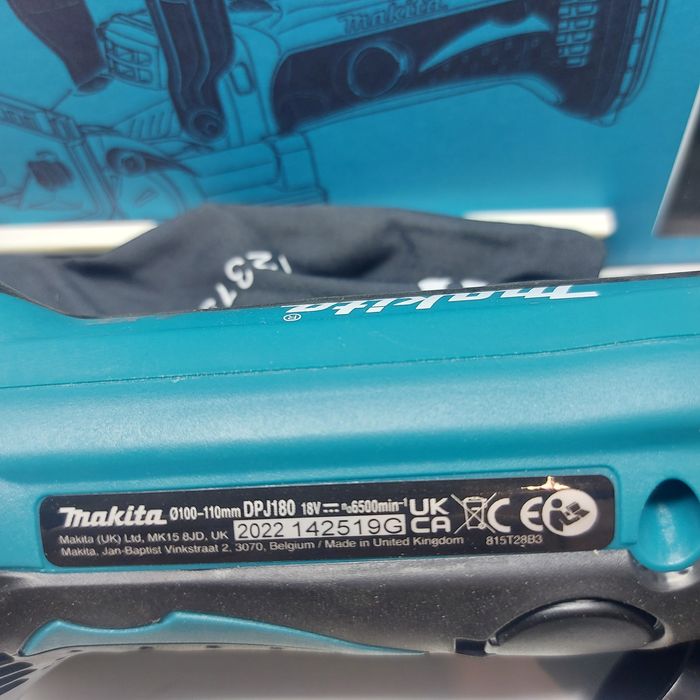 makita
makita®
makita Ø100-110mm DPJ180 18V⎓ n₀6500min⁻¹ UK CA CE
Makita (UK) Ltd, MK15 8JD, UK 2022 142519G
Makita, Jan-Baptist Vinkstraat 2, 3070, Belgium / Made in United Kingdom 815T28B3